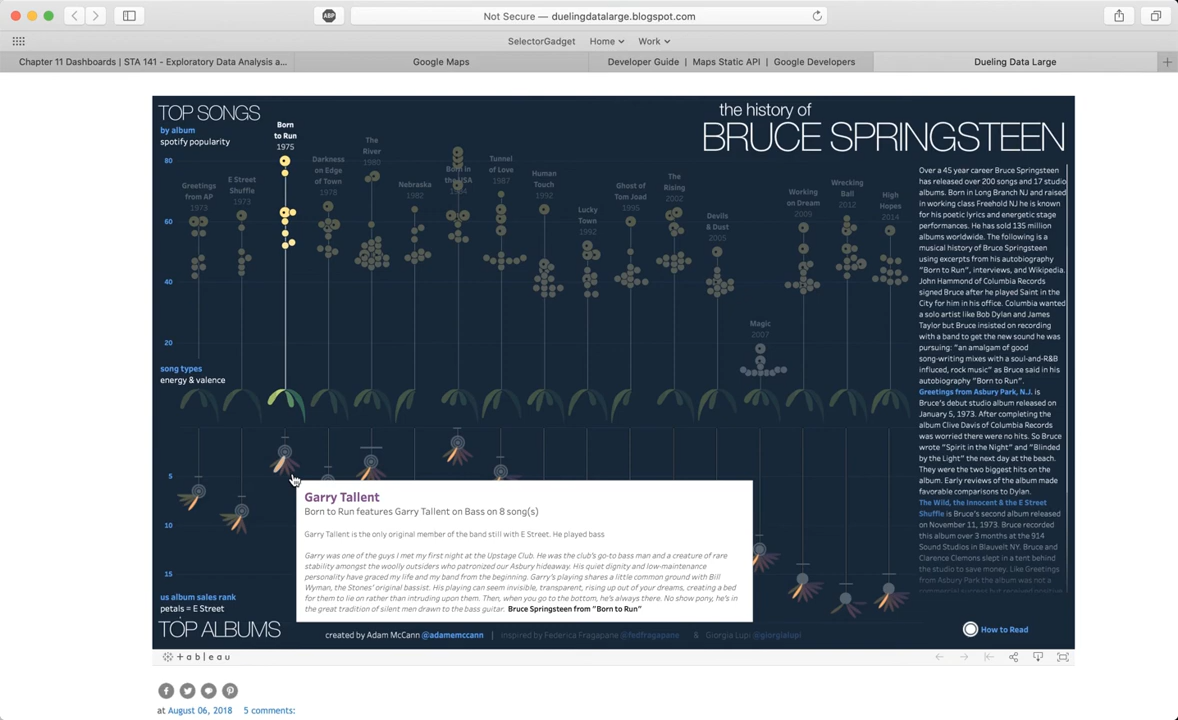 Not Secure — duelingdatalarge.blogspot.com
ABP
SelectorGadget Home Work
Chapter 11 Dashboards | STA 141 - Exploratory Data Analysis a...
Google Maps
Developer Guide | Maps Static API | Google Developers
Dueling Data Large
TOP SONGS
by album
spotify popularity
the history of
BRUCE SPRINGSTEEN
80
60
40
20
Greetings
from AP
1973
E Street
Shuffle
1973
Born
to Run
1975
Darkness
on Edge
of Town
1978
The
River
1980
Nebraska
1982
Born in
the USA
1984
Tunnel
of Love
1987
Human
Touch
1992
Lucky
Town
1992
Ghost of
Tom Joad
1995
The
Rising
2002
Devils
& Dust
2005
Magic
2007
Working
on Dream
2009
Wrecking
Ball
2012
High
Hopes
2014
Over a 45 year career Bruce Springsteen
has released over 200 songs and 17 studio
albums. Born in Long Branch NJ and raised
in working class Freehold NJ he is known
for his poetic lyrics and energetic stage
performances. He has sold 135 million
albums worldwide. The following is a
musical history of Bruce Springsteen
using excerpts from his autobiography
"Born to Run", interviews, and Wikipedia.
John Hammond of Columbia Records
signed Bruce after he played Saint in the
City for him in his office. Columbia wanted
a solo artist like Bob Dylan and James
Taylor but Bruce insisted on recording
with a band to get the new sound he was
pursuing: "an amalgam of good
song-writing mixes with a soul-and-R&B
influced, rock music" as Bruce said in his
autobiography "Born to Run".
Greetings from Asbury Park, N.J. is
Bruce's debut studio album released on
January 5, 1973. After completing the
album Clive Davis of Columbia Records
was worried there were no hits. So Bruce
wrote "Spirit in the Night" and "Blinded
by the Light" the next day at the beach.
They were the two biggest hits on the
album. Early reviews of the album made
favorable comparisons to Dylan.
The Wild, the Innocent & the E Street
Shuffle is Bruce's second album released
on November 11, 1973. Bruce recorded
this album over 3 months at the 914
Sound Studios in Blauvelt NY. Bruce and
Clarence Clemons slept in a tent behind
the studio to save money. Like Greetings
from Asbury Park the album was not a
song types
energy & valence
5
10
15
Garry Tallent
Born to Run features Garry Tallent on Bass on 8 song(s)
Garry Tallent is the only original member of the band still with E Street. He played bass
Garry was one of the guys I met my first night at the Upstage Club. He was the club's go-to bass man and a creature of rare
stability amongst the woolly outsiders who patronized our Asbury hideaway. His quiet dignity and low-maintenance
personality have graced my life and my band from the beginning. Garry's playing shares a little common ground with Bill
Wyman, the Stones' original bassist. His playing can seem invisible, transparent, rising up out of your dreams, creating a bed
for them to lie on rather than intruding upon them. Then, when you go to the bottom, he's always there. No show pony, he's in
the great tradition of silent men drawn to the bass guitar. Bruce Springsteen from "Born to Run"
us album sales rank
petals = E Street
TOP ALBUMS
created by Adam McCann @adamemccann | inspired by Federica Fragapane @fedfragapane & Giorgia Lupi @giorgialupi
How to Read
+ a b l e a u
at August 06, 2018 5 comments: